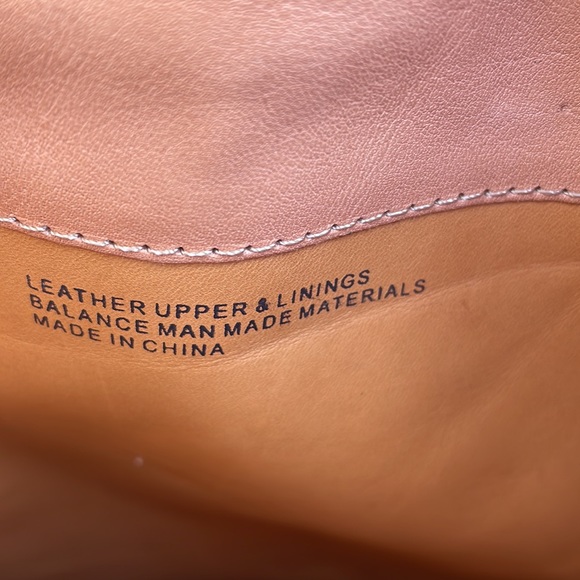 LEATHER UPPER & LININGS
BALANCE MAN MADE MATERIALS
MADE IN CHINA